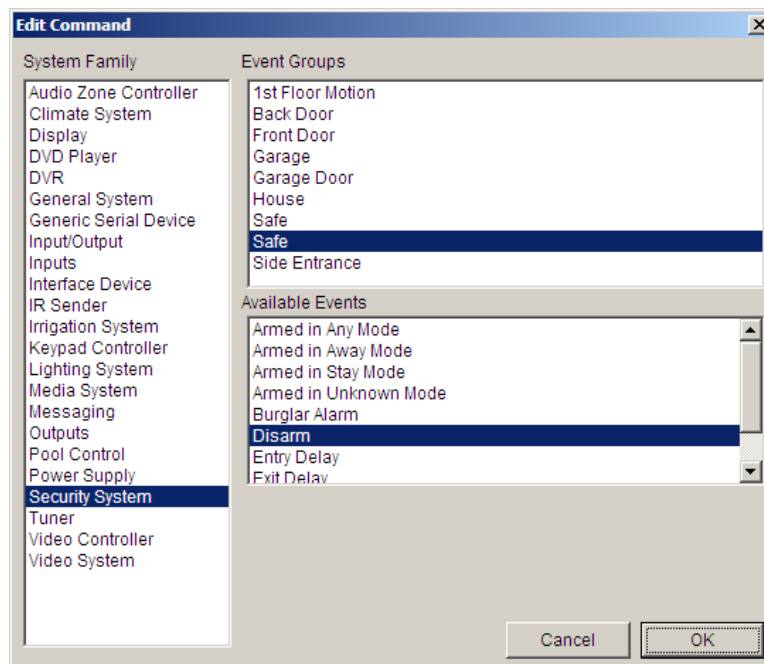 Edit Command
System Family
Audio Zone Controller
Climate System
Display
DVD Player
DVR
General System
Generic Serial Device
Input/Output
Inputs
Interface Device
IR Sender
Irrigation System
Keypad Controller
Lighting System
Media System
Messaging
Outputs
Pool Control
Power Supply
Security System
Tuner
Video Controller
Video System
Event Groups
1st Floor Motion
Back Door
Front Door
Garage
Garage Door
House
Safe
Safe
Side Entrance
Available Events
Armed in Any Mode
Armed in Away Mode
Armed in Stay Mode
Armed in Unknown Mode
Burglar Alarm
Disarm
Entry Delay
Exit Delay
Cancel
OK